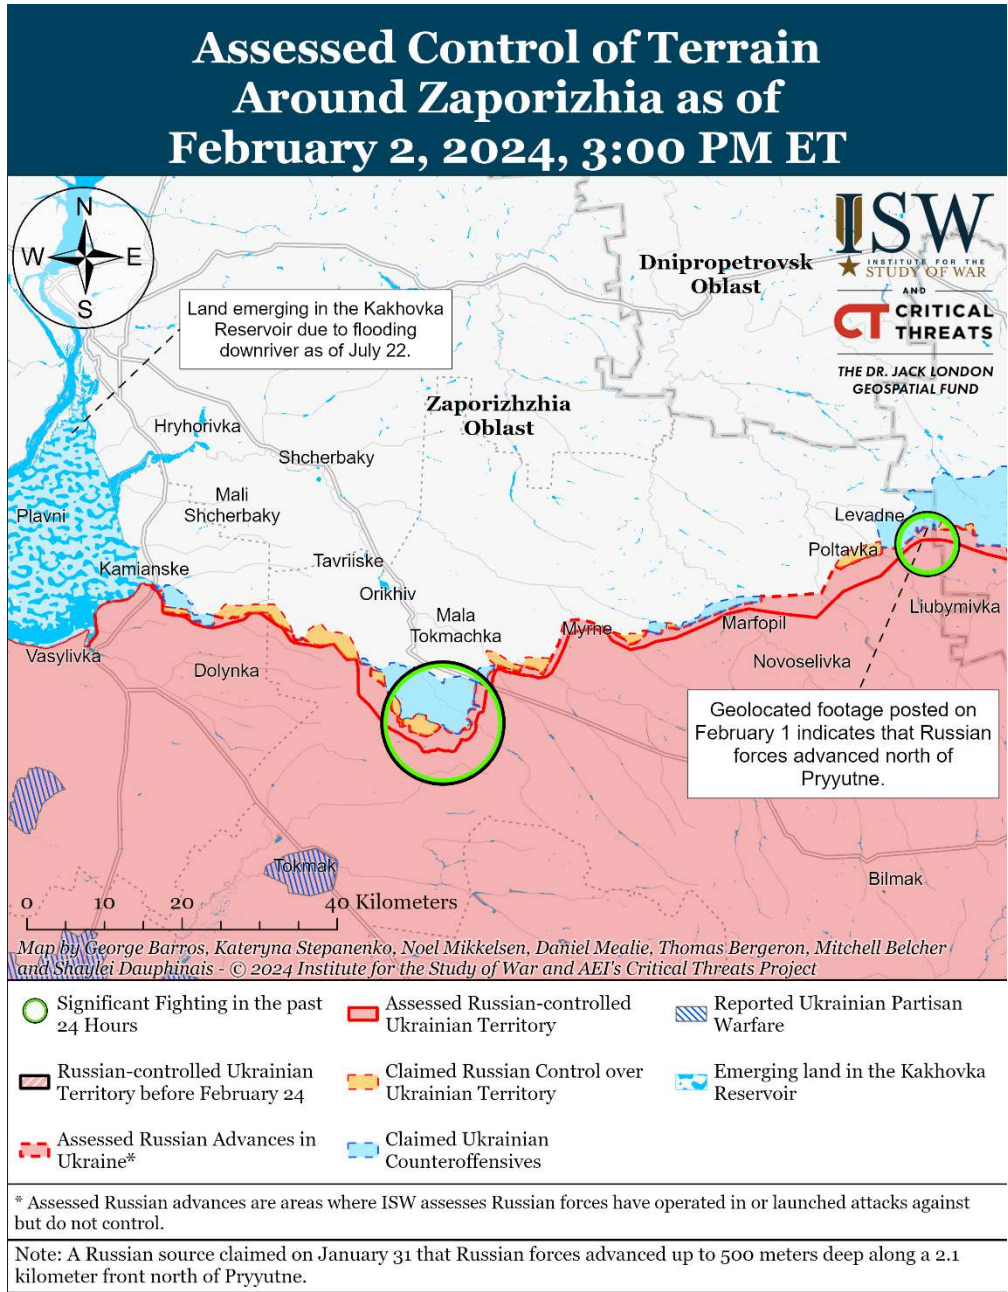 Assessed Control of Terrain
Around Zaporizhia as of
February 2, 2024, 3:00 PM ET
N
W
E
S
ISW
INSTITUTE FOR THE
STUDY OF WAR
AND
CT CRITICAL
THREATS
THE DR. JACK LONDON
GEOSPATIAL FUND
Dnipropetrovsk
Oblast
Land emerging in the Kakhovka
Reservoir due to flooding
downriver as of July 22.
Zaporizhzhia
Oblast
Hryhorivka
Shcherbaky
Mali
Shcherbaky
Plavni
Levadne
Poltavka
Kamianske
Tavriiske
Orikhiv
Mala
Tokmachka
Myrne
Marfopil
Liubymivka
Vasylivka
Dolynka
Novoselivka
Geolocated footage posted on
February 1 indicates that Russian
forces advanced north of
Pryyutne.
Tokmak
Bilmak
0 10 20 40 Kilometers
Map by George Barros, Kateryna Stepanenko, Noel Mikkelsen, Daniel Mealie, Thomas Bergeron, Mitchell Belcher
and Shaylei Dauphinais - © 2024 Institute for the Study of War and AEI's Critical Threats Project
Significant Fighting in the past
24 Hours
Assessed Russian-controlled
Ukrainian Territory
Reported Ukrainian Partisan
Warfare
Russian-controlled Ukrainian
Territory before February 24
Claimed Russian Control over
Ukrainian Territory
Emerging land in the Kakhovka
Reservoir
Assessed Russian Advances in
Ukraine*
Claimed Ukrainian
Counteroffensives
* Assessed Russian advances are areas where ISW assesses Russian forces have operated in or launched attacks against
but do not control.
Note: A Russian source claimed on January 31 that Russian forces advanced up to 500 meters deep along a 2.1
kilometer front north of Pryyutne.